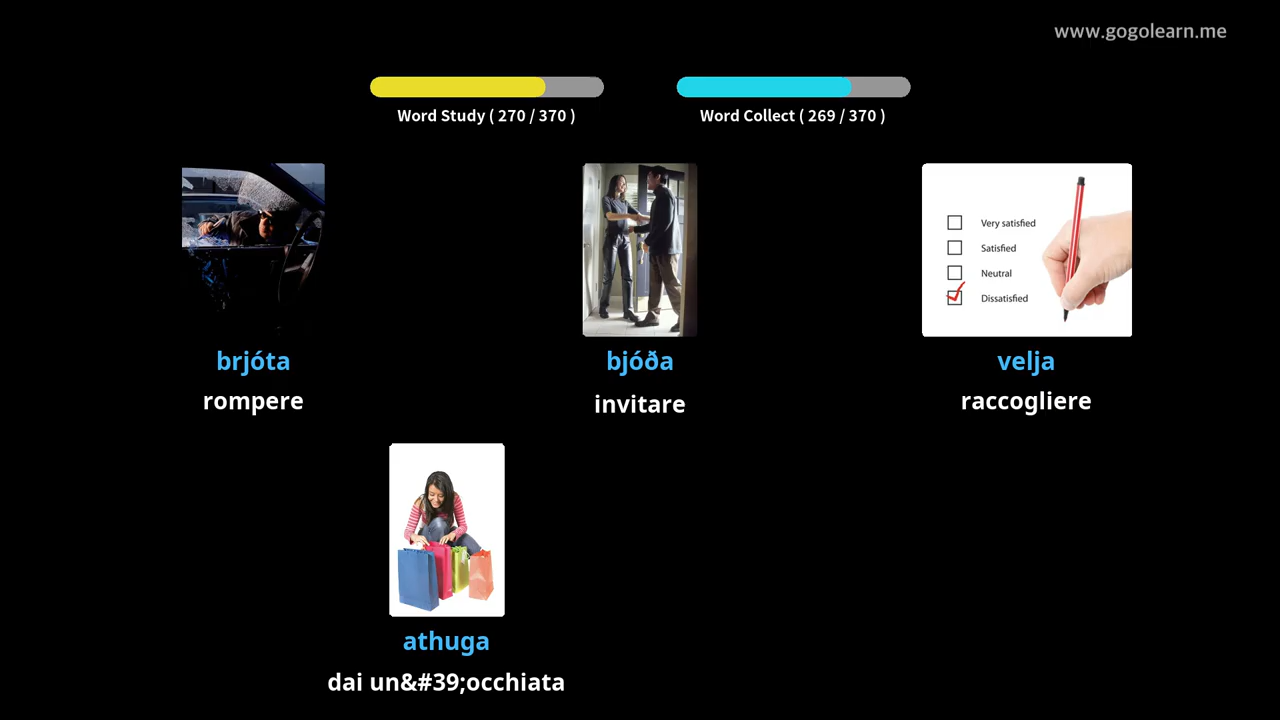 www.gogolearn.me
Word Study ( 270 / 370 )
Word Collect ( 269 / 370 )
Very satisfied
Satisfied
Neutral
Dissatisfied
brjóta
bjóða
velja
rompere
invitare
raccogliere
athuga
dai un&#39;occhiata